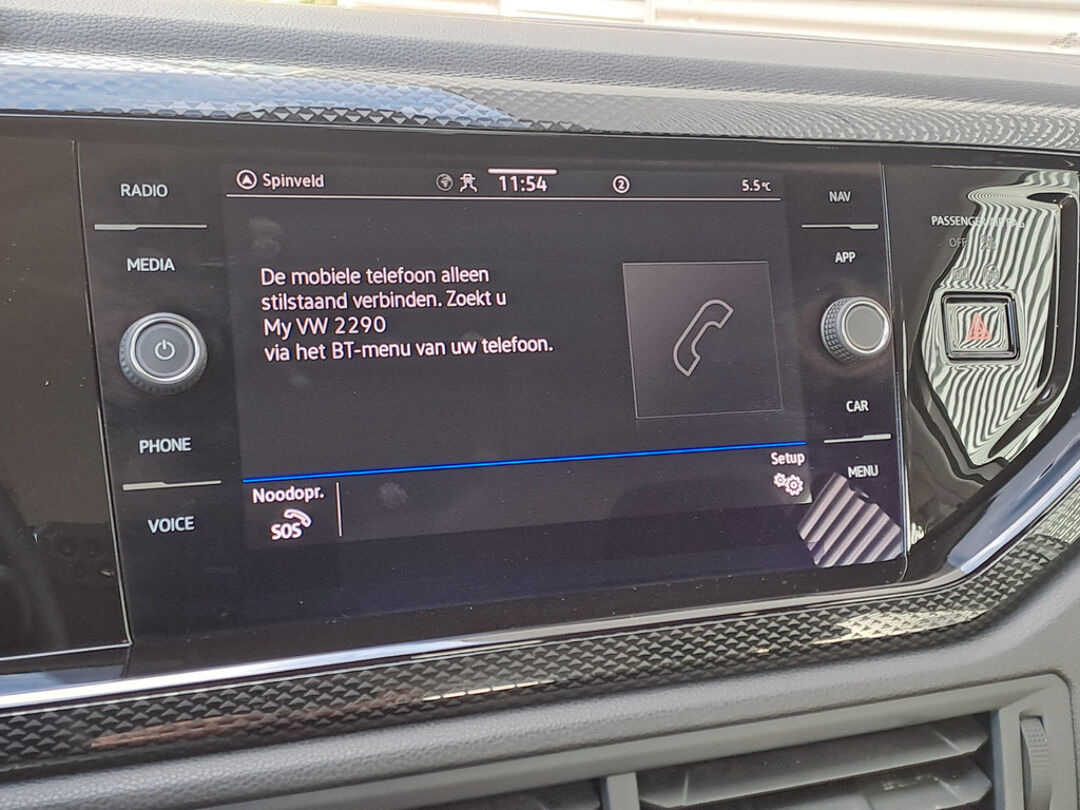 RADIO
MEDIA
PHONE
VOICE
Spinveld
11:54
2
5.5°C
De mobiele telefoon alleen
stilstaand verbinden. Zoekt u
My VW 2290
via het BT-menu van uw telefoon.
Noodopr.
SOS
Setup
NAV
APP
CAR
MENU
PASSENGER AIRBAG
OFF